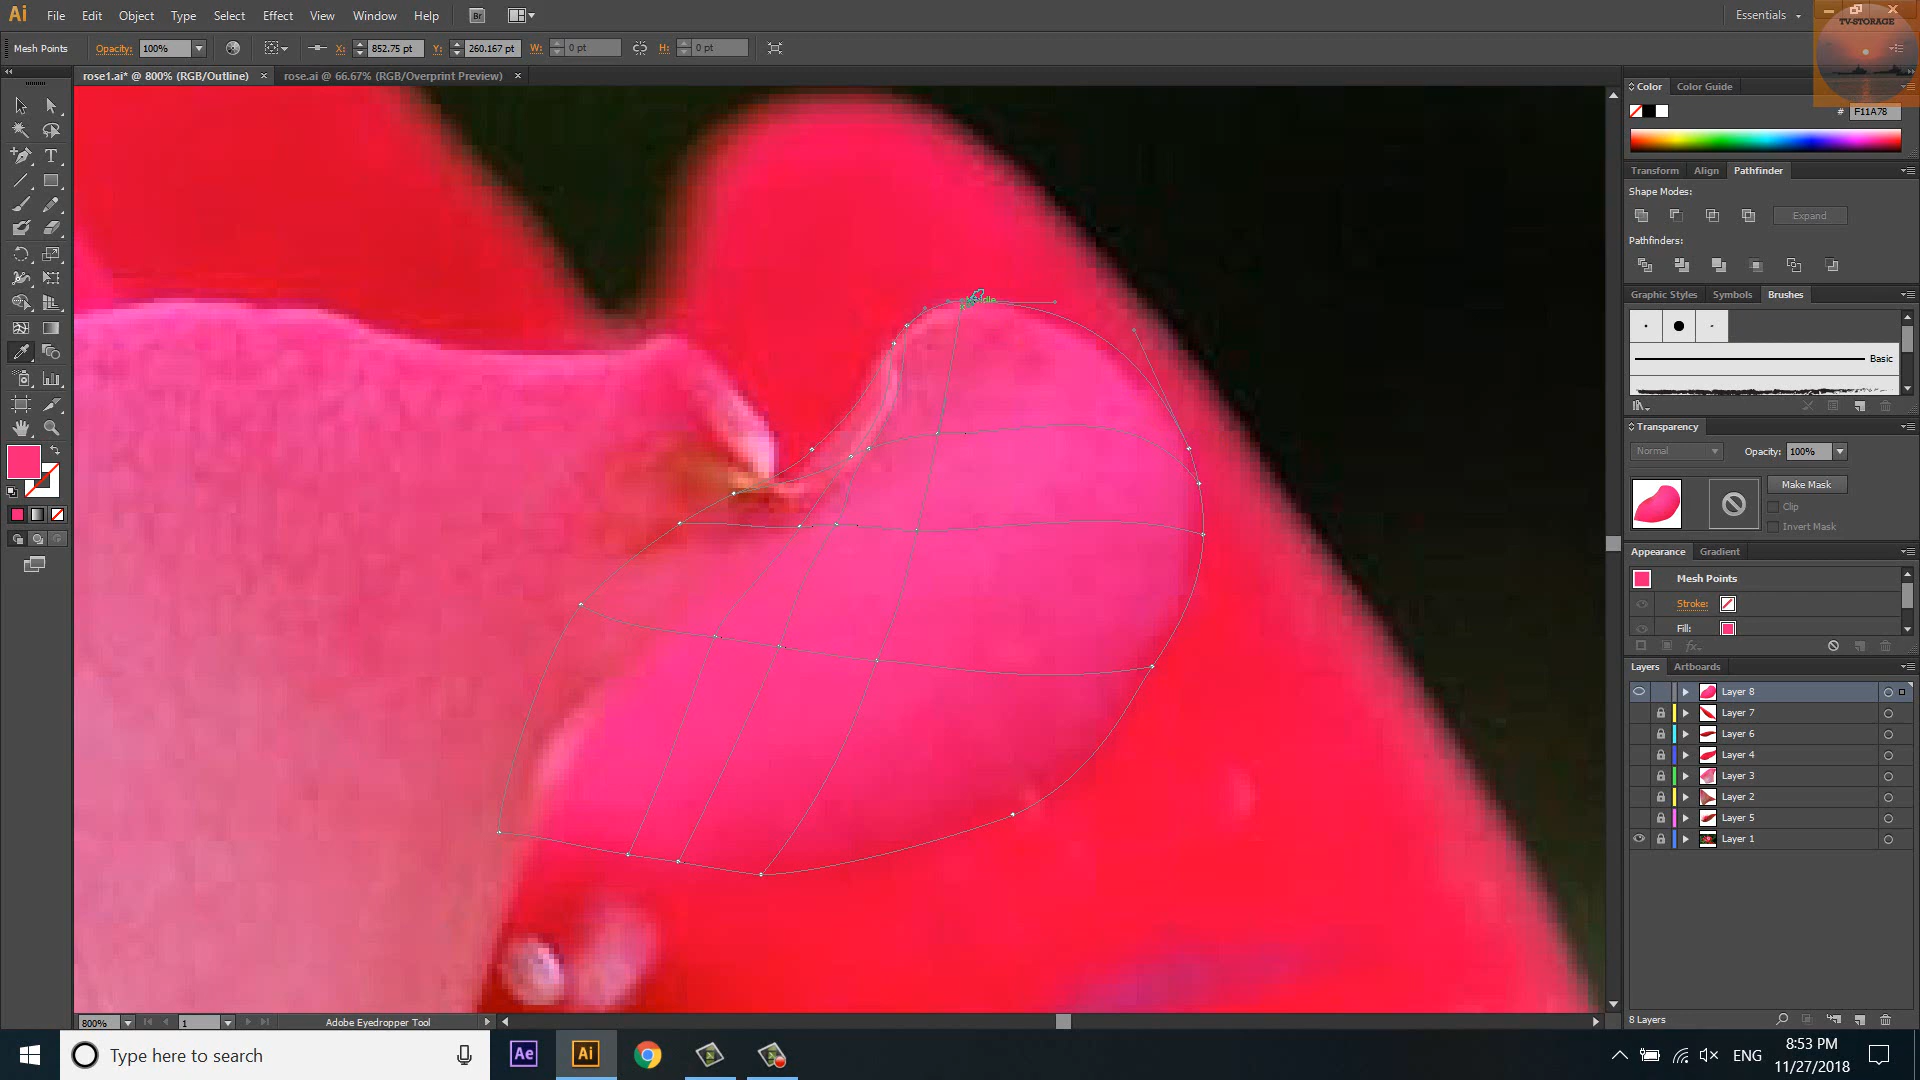 Ai File Edit Object Type Select Effect View Window Help Br Essentials
TV-STORAGE
Mesh Points Opacity: 100% X: 852.75 pt Y: 260.167 pt W: 0 pt H: 0 pt
rose1.ai* @ 800% (RGB/Outline) × rose.ai @ 66.67% (RGB/Overprint Preview) ×
Color Color Guide
# F11A78
Transform Align Pathfinder
Shape Modes:
Expand
Pathfinders:
Graphic Styles Symbols Brushes
Basic
Transparency
Normal Opacity: 100%
Make Mask
Clip
Invert Mask
Appearance Gradient
Mesh Points
Stroke:
Fill:
fx
Layers Artboards
Layer 8
Layer 7
Layer 6
Layer 4
Layer 3
Layer 2
Layer 5
Layer 1
8 Layers
800% 1 Adobe Eyedropper Tool
Type here to search Ae Ai ENG 8:53 PM
11/27/2018